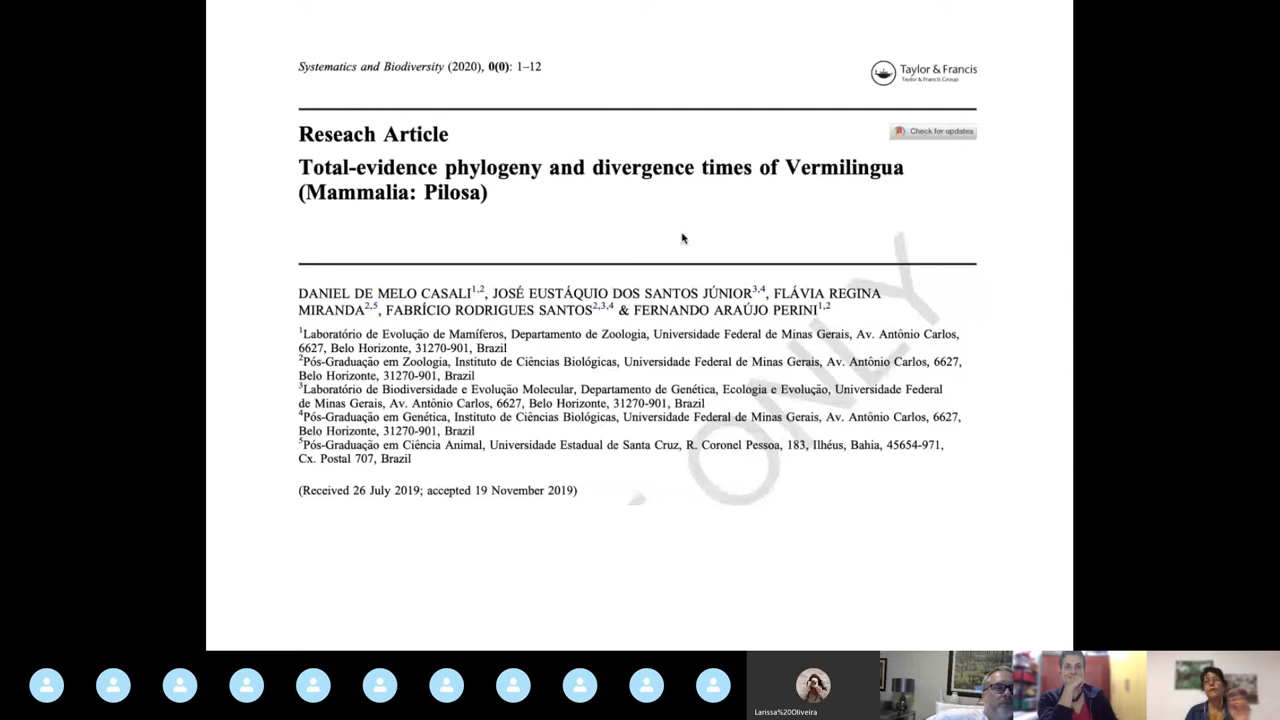 Systematics and Biodiversity (2020), 0(0): 1–12
Taylor & Francis
Taylor & Francis Group
Check for updates
Reseach Article
Total-evidence phylogeny and divergence times of Vermilingua
(Mammalia: Pilosa)
DANIEL DE MELO CASALI1,2, JOSÉ EUSTÁQUIO DOS SANTOS JÚNIOR3,4, FLÁVIA REGINA
MIRANDA2,5, FABRÍCIO RODRIGUES SANTOS2,3,4 & FERNANDO ARAÚJO PERINI1,2
1Laboratório de Evolução de Mamíferos, Departamento de Zoologia, Universidade Federal de Minas Gerais, Av. Antônio Carlos,
6627, Belo Horizonte, 31270-901, Brazil
2Pós-Graduação em Zoologia, Instituto de Ciências Biológicas, Universidade Federal de Minas Gerais, Av. Antônio Carlos, 6627,
Belo Horizonte, 31270-901, Brazil
3Laboratório de Biodiversidade e Evolução Molecular, Departamento de Genética, Ecologia e Evolução, Universidade Federal
de Minas Gerais, Av. Antônio Carlos, 6627, Belo Horizonte, 31270-901, Brazil
4Pós-Graduação em Genética, Instituto de Ciências Biológicas, Universidade Federal de Minas Gerais, Av. Antônio Carlos, 6627,
Belo Horizonte, 31270-901, Brazil
5Pós-Graduação em Ciência Animal, Universidade Estadual de Santa Cruz, R. Coronel Pessoa, 183, Ilhéus, Bahia, 45654-971,
Cx. Postal 707, Brazil
(Received 26 July 2019; accepted 19 November 2019)
ONLY
Larissa%20Oliveira